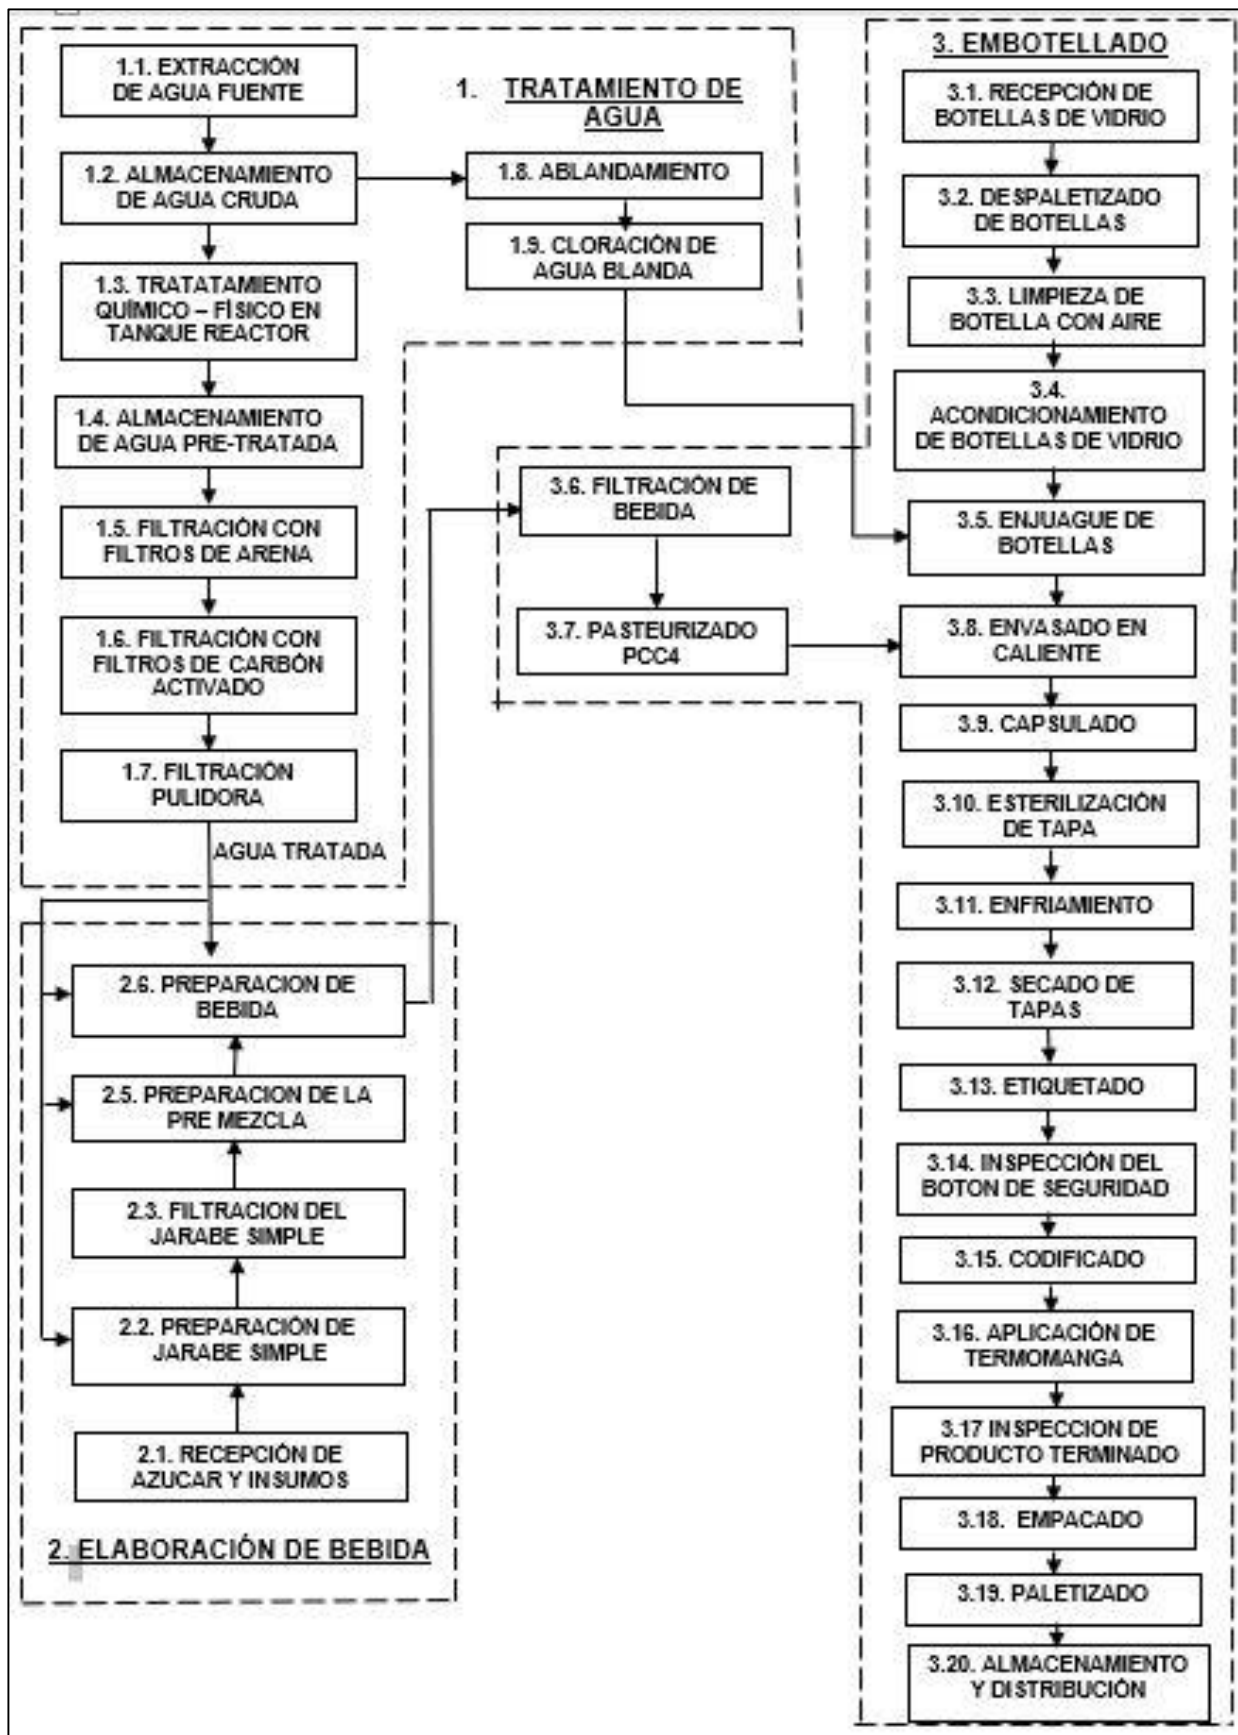 1.1. EXTRACCIÓN
DE AGUA FUENTE
1. TRATAMIENTO DE
AGUA
1.2. ALMACENAMIENTO
DE AGUA CRUDA
1.8. ABLANDAMIENTO
1.9. CLORACIÓN DE
AGUA BLANDA
1.3. TRATATAMIENTO
QUÍMICO – FÍSICO EN
TANQUE REACTOR
1.4. ALMACENAMIENTO
DE AGUA PRE-TRATADA
1.5. FILTRACIÓN CON
FILTROS DE ARENA
1.6. FILTRACIÓN CON
FILTROS DE CARBÓN
ACTIVADO
1.7. FILTRACIÓN
PULIDORA
AGUA TRATADA
2.6. PREPARACION DE
BEBIDA
2.5. PREPARACION DE LA
PRE MEZCLA
2.3. FILTRACION DEL
JARABE SIMPLE
2.2. PREPARACIÓN DE
JARABE SIMPLE
2.1. RECEPCIÓN DE
AZUCAR Y INSUMOS
2. ELABORACIÓN DE BEBIDA
3. EMBOTELLADO
3.1. RECEPCIÓN DE
BOTELLAS DE VIDRIO
3.2. DESPALETIZADO
DE BOTELLAS
3.3. LIMPIEZA DE
BOTELLA CON AIRE
3.4.
ACONDICIONAMIENTO
DE BOTELLAS DE VIDRIO
3.5. ENJUAGUE DE
BOTELLAS
3.6. FILTRACIÓN DE
BEBIDA
3.7. PASTEURIZADO
PCC4
3.8. ENVASADO EN
CALIENTE
3.9. CAPSULADO
3.10. ESTERILIZACIÓN
DE TAPA
3.11. ENFRIAMIENTO
3.12. SECADO DE
TAPAS
3.13. ETIQUETADO
3.14. INSPECCIÓN DEL
BOTON DE SEGURIDAD
3.15. CODIFICADO
3.16. APLICACIÓN DE
TERMOMANGA
3.17 INSPECCION DE
PRODUCTO TERMINADO
3.18. EMPACADO
3.19. PALETIZADO
3.20. ALMACENAMIENTO
Y DISTRIBUCIÓN